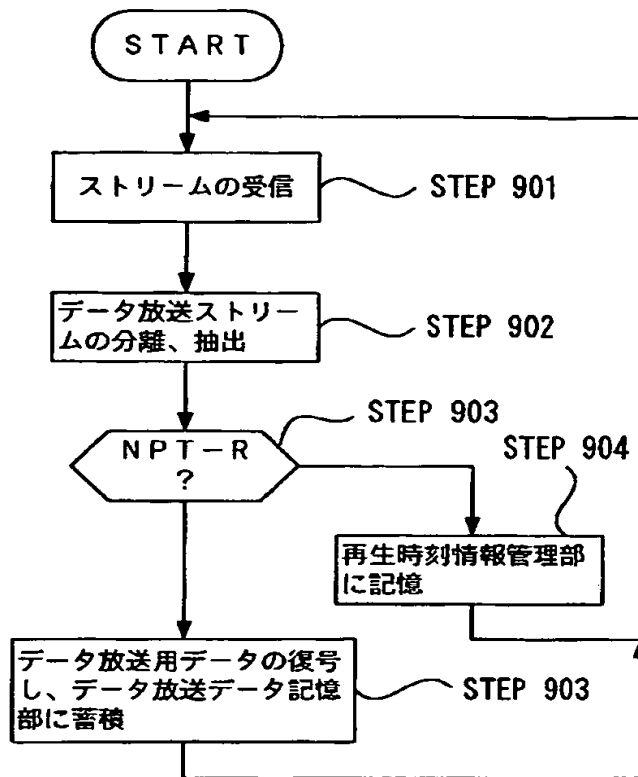 START
ストリームの受信
STEP 901
データ放送ストリー
ムの分離、抽出
STEP 902
STEP 903
NPT-R
?
STEP 904
再生時刻情報管理部
に記憶
データ放送用データの復号
し、データ放送データ記憶
部に蓄積
STEP 903